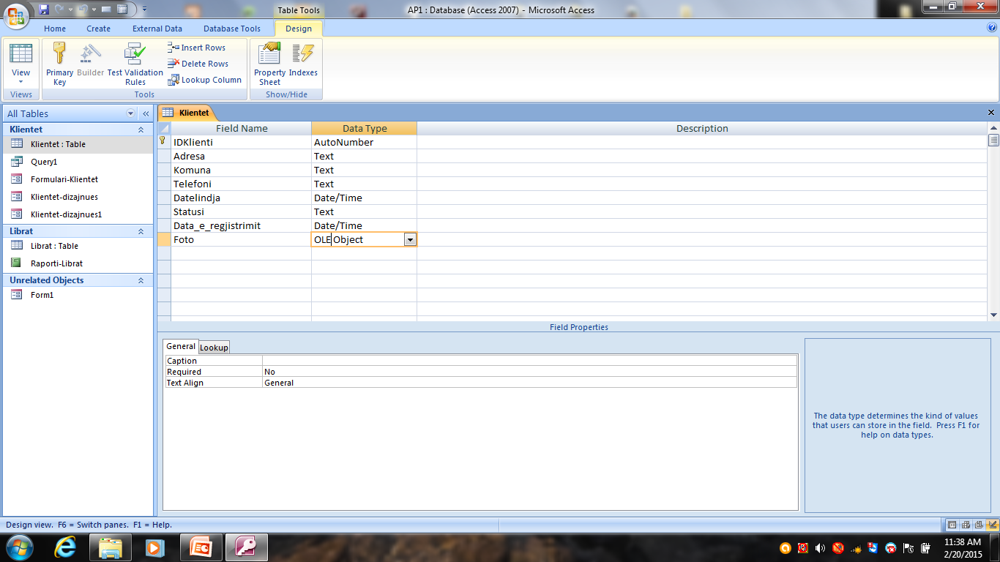 Table Tools
AP1 : Database (Access 2007) - Microsoft Access
Home Create External Data Database Tools Design
View
Primary Key
Builder
Test Validation Rules
Insert Rows
Delete Rows
Lookup Column
Property Sheet
Indexes
Views
Tools
Show/Hide
All Tables
Klientet
Klientet : Table
Query1
Formulari-Klientet
Klientet-dizajnues
Klientet-dizajnues1
Librat
Librat : Table
Raporti-Librat
Unrelated Objects
Form1
Klientet
Field Name Data Type Description
IDKlienti AutoNumber
Adresa Text
Komuna Text
Telefoni Text
Datelindja Date/Time
Statusi Text
Data_e_regjistrimit Date/Time
Foto OLE Object
Field Properties
General Lookup
Caption
Required No
Text Align General
The data type determines the kind of values
that users can store in the field. Press F1 for
help on data types.
Design view. F6 = Switch panes. F1 = Help.
11:38 AM
2/20/2015